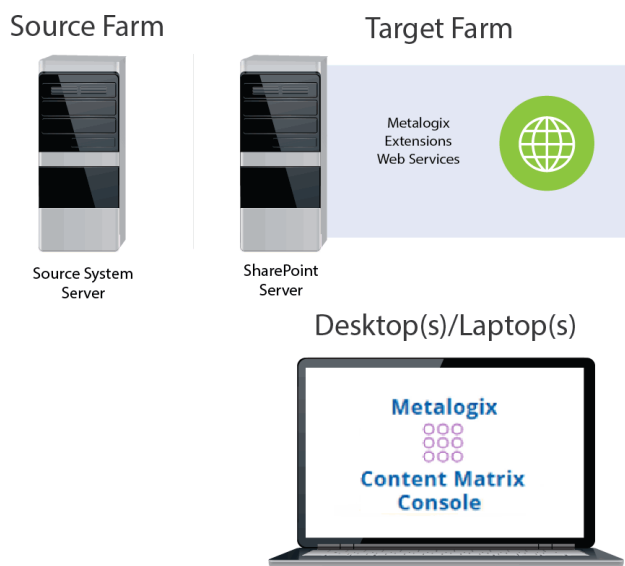 Source Farm
Target Farm
Metalogix
Extensions
Web Services
Source System
Server
SharePoint
Server
Desktop(s)/Laptop(s)
Metalogix
Content Matrix
Console